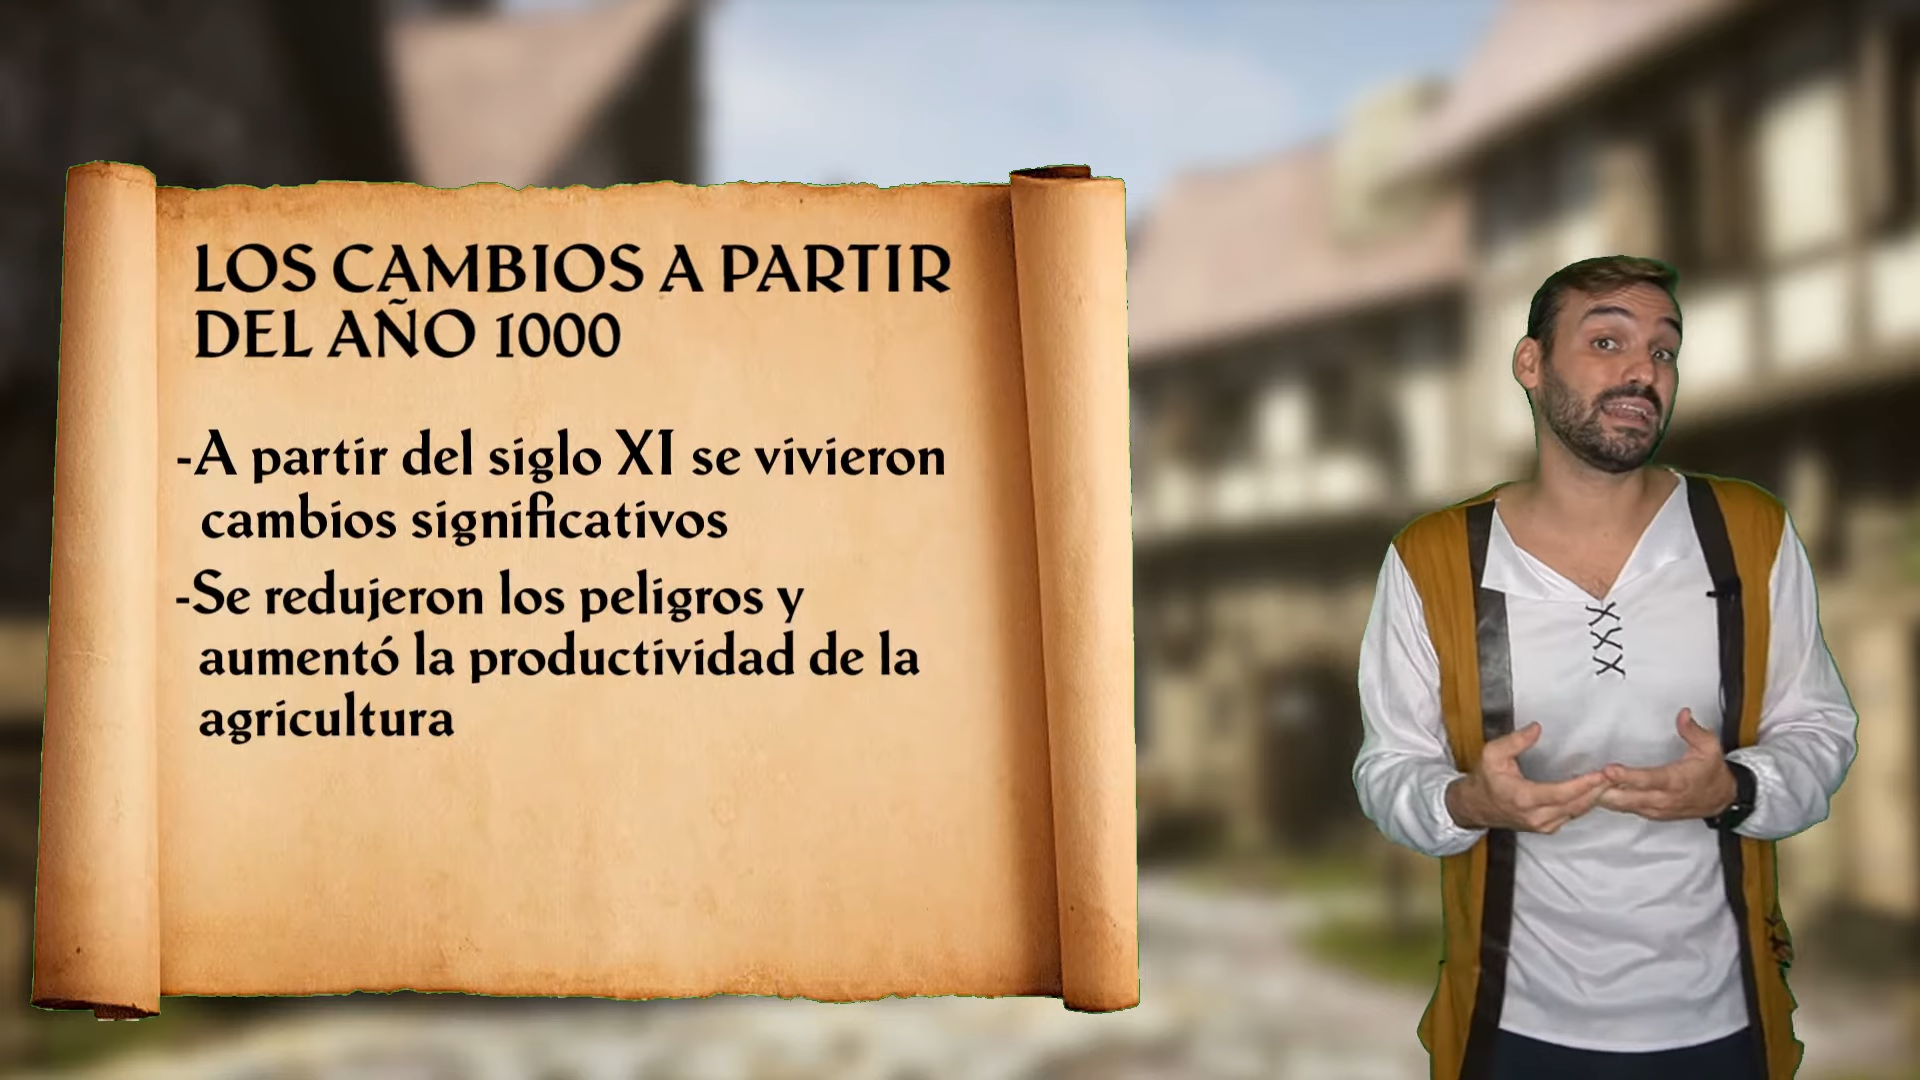 LOS CAMBIOS A PARTIR
DEL AÑO 1000
-A partir del siglo XI se vivieron
cambios significativos
-Se redujeron los peligros y
aumentó la productividad de la
agricultura